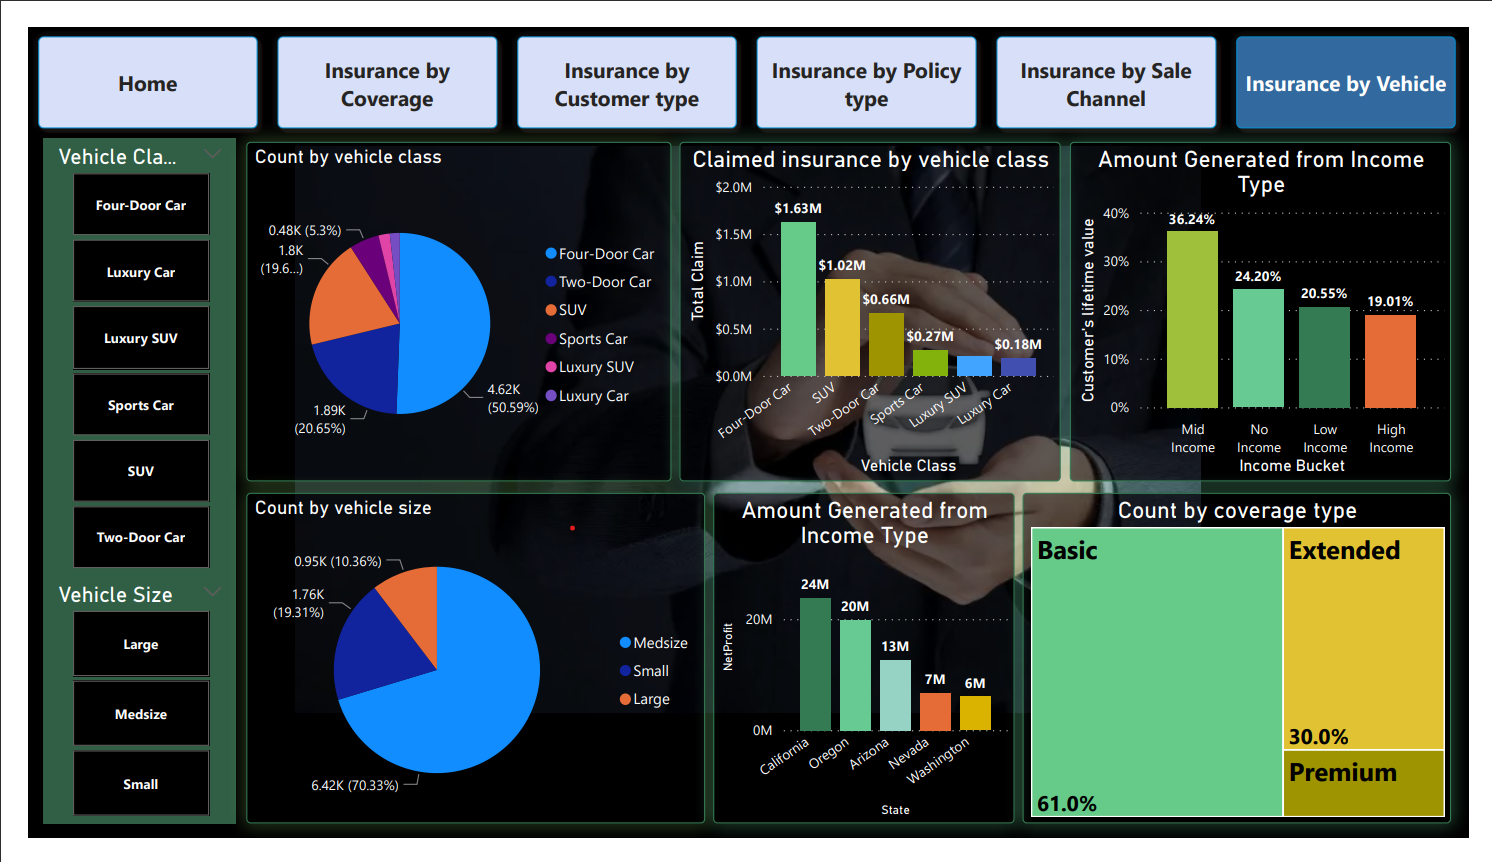 Home
Insurance by
Coverage
Insurance by
Customer type
Insurance by Policy
type
Insurance by Sale
Channel
Insurance by Vehicle
Vehicle Cla...
Four-Door Car
Luxury Car
Luxury SUV
Sports Car
SUV
Two-Door Car
Vehicle Size
Large
Medsize
Small
Count by vehicle class
0.48K (5.3%)
1.8K
(19.6...)
1.89K
(20.65%)
4.62K
(50.59%)
Four-Door Car
Two-Door Car
SUV
Sports Car
Luxury SUV
Luxury Car
Claimed insurance by vehicle class
Total Claim
$2.0M
$1.5M
$1.0M
$0.5M
$0.0M
$1.63M
$1.02M
$0.66M
$0.27M
$0.18M
Four-Door Car
SUV
Two-Door Car
Sports Car
Luxury SUV
Luxury Car
Vehicle Class
Amount Generated from Income
Type
Customer's lifetime value
40%
30%
20%
10%
0%
36.24%
24.20%
20.55%
19.01%
Mid
Income
No
Income
Low
Income
High
Income
Income Bucket
Count by vehicle size
0.95K (10.36%)
1.76K
(19.31%)
6.42K (70.33%)
Medsize
Small
Large
Amount Generated from
Income Type
NetProfit
20M
0M
24M
20M
13M
7M
6M
California
Oregon
Arizona
Nevada
Washington
State
Count by coverage type
Basic
61.0%
Extended
30.0%
Premium